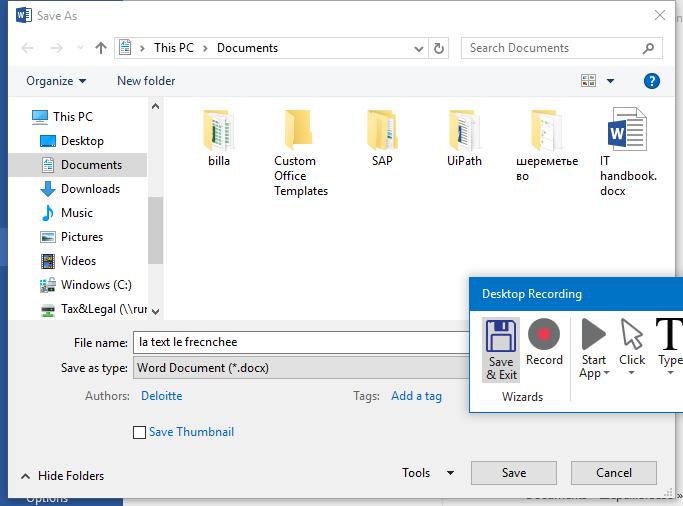 Save As
This PC
Documents
Search Documents
Organize
New folder
This PC
Desktop
Documents
Downloads
Music
Pictures
Videos
Windows (C:)
Tax&Legal (\\rur
billa
Custom
Office
Templates
SAP
UiPath
шереметье
во
IT
handbook.
docx
Desktop Recording
Save
& Exit
Record
Start
App
Click
Type
Wizards
File name:
la text le frecnchee
Save as type:
Word Document (*.docx)
Authors:
Deloitte
Tags:
Add a tag
Save Thumbnail
Hide Folders
Tools
Save
Cancel
Options